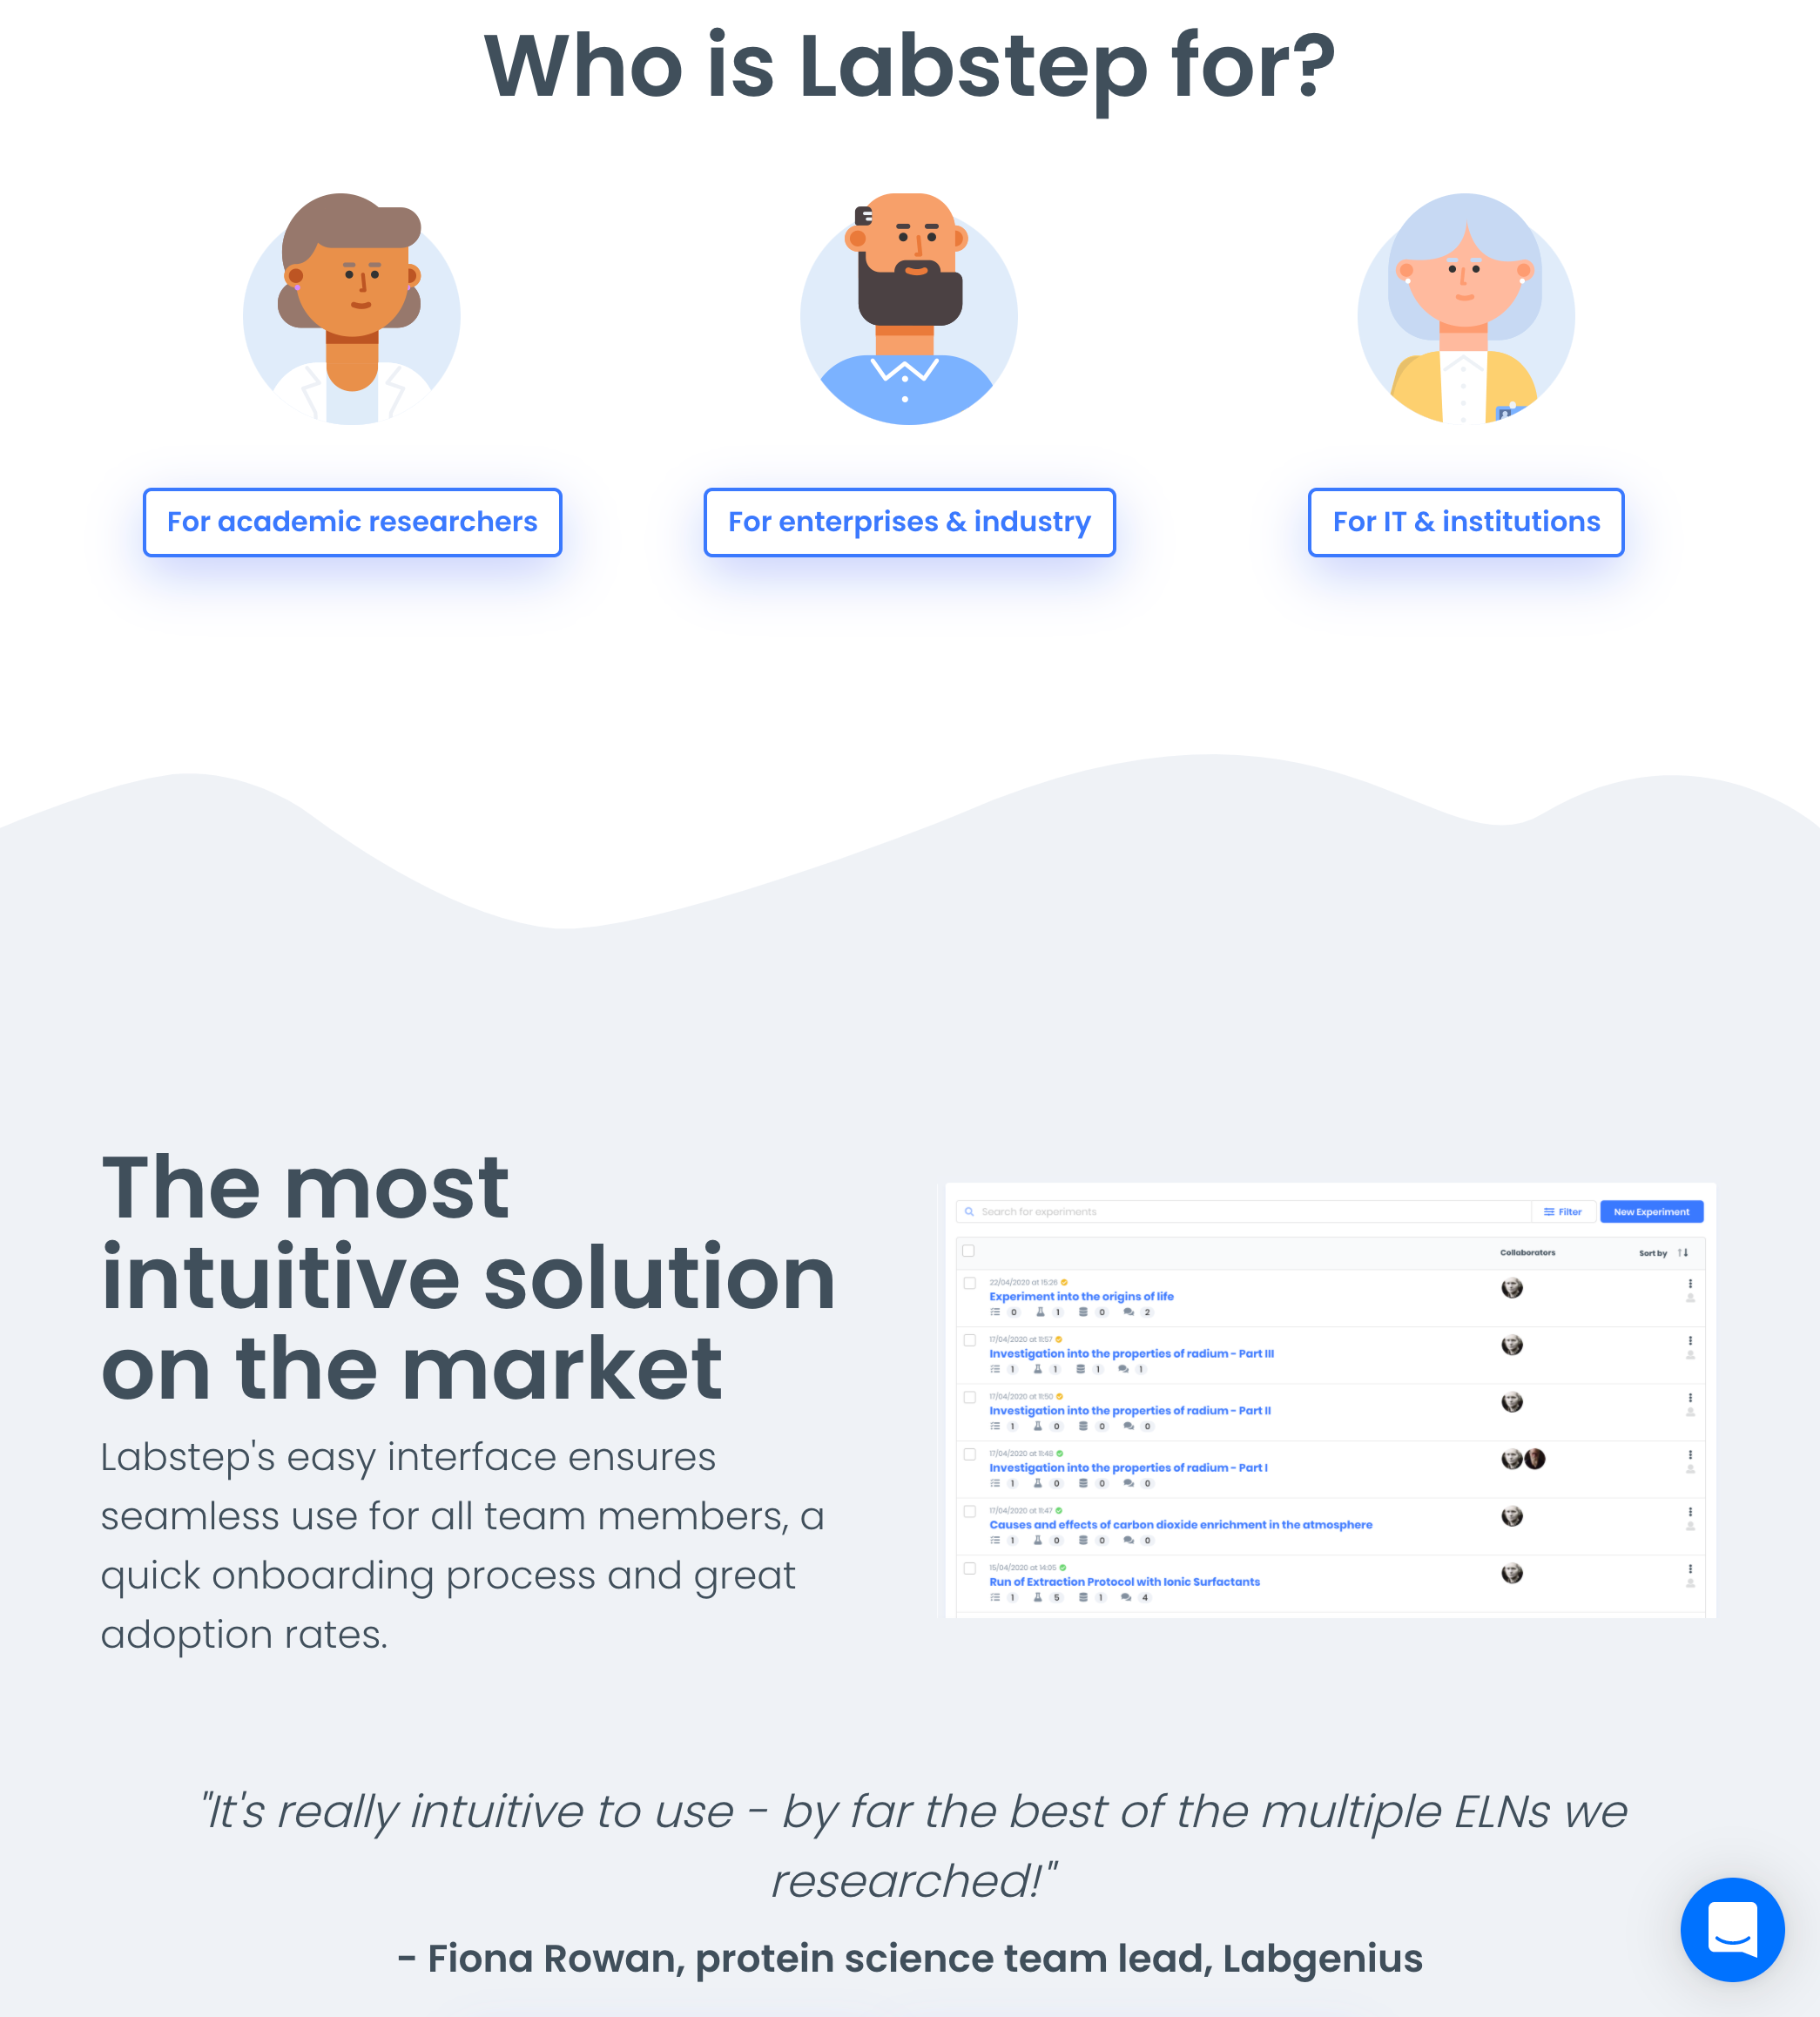 Who is Labstep for?
For academic researchers
For enterprises & industry
For IT & institutions
The most
intuitive solution
on the market
Labstep's easy interface ensures
seamless use for all team members, a
quick onboarding process and great
adoption rates.
Search for experiments
Filter
New Experiment
Collaborators
Sort by
22/04/2020 at 15:26
Experiment into the origins of life
0 1 0 2
17/04/2020 at 11:57
Investigation into the properties of radium - Part III
1 1 1 1
17/04/2020 at 11:50
Investigation into the properties of radium - Part II
1 0 0 0
17/04/2020 at 11:48
Investigation into the properties of radium - Part I
1 0 0 0
17/04/2020 at 11:47
Causes and effects of carbon dioxide enrichment in the atmosphere
1 0 0 0
15/04/2020 at 14:05
Run of Extraction Protocol with Ionic Surfactants
1 5 1 4
"It's really intuitive to use - by far the best of the multiple ELNs we
researched!"
- Fiona Rowan, protein science team lead, Labgenius